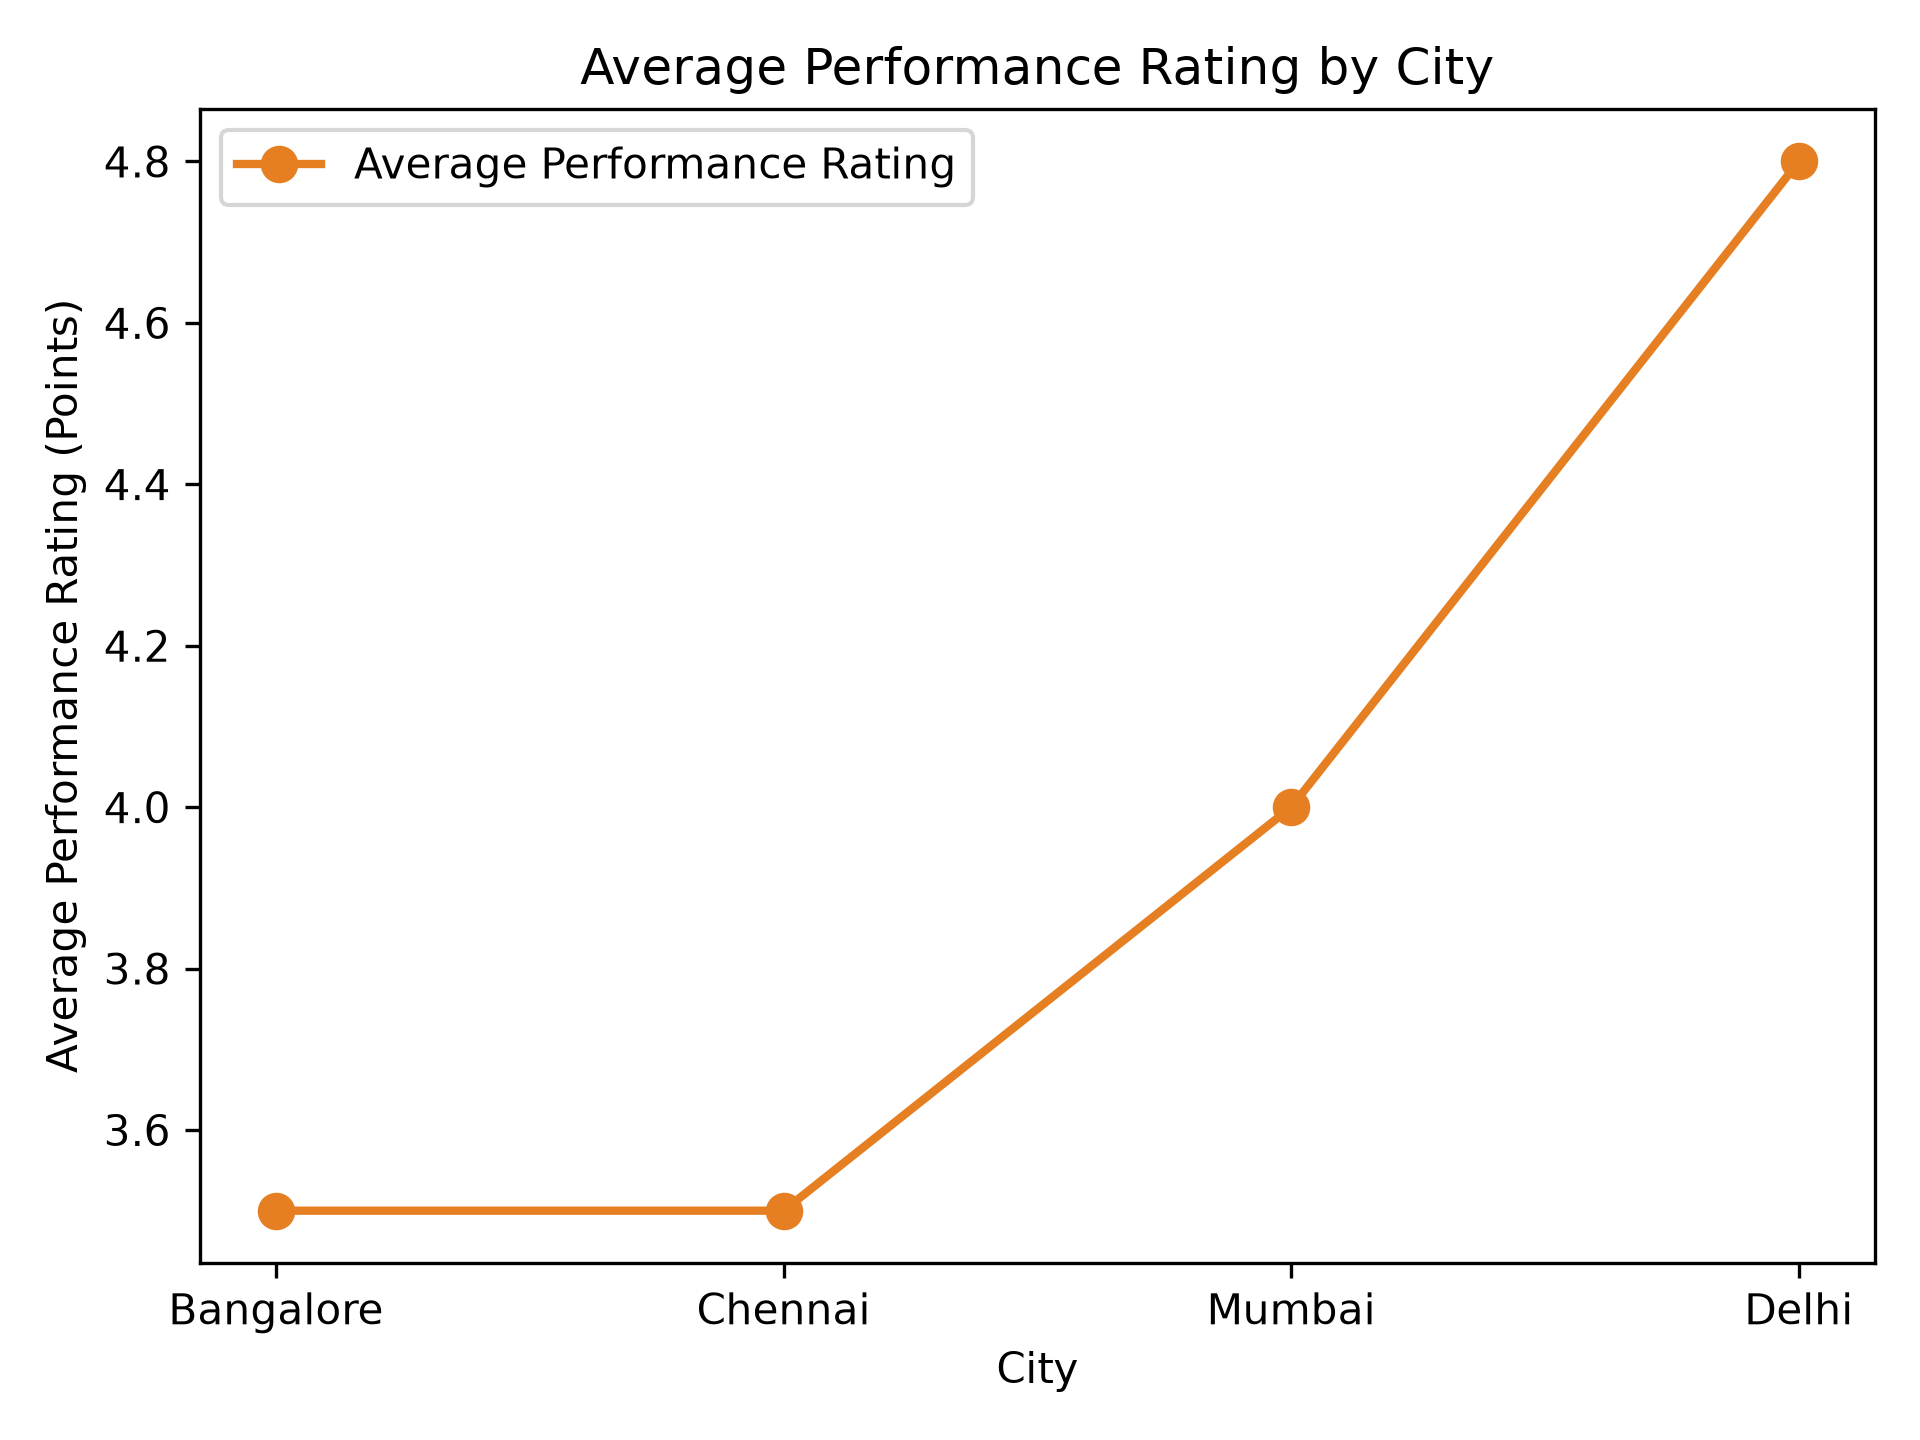 Average Performance Rating by City
Average Performance Rating
Average Performance Rating (Points)
4.8
4.6
4.4
4.2
4.0
3.8
3.6
Bangalore Chennai Mumbai Delhi
City